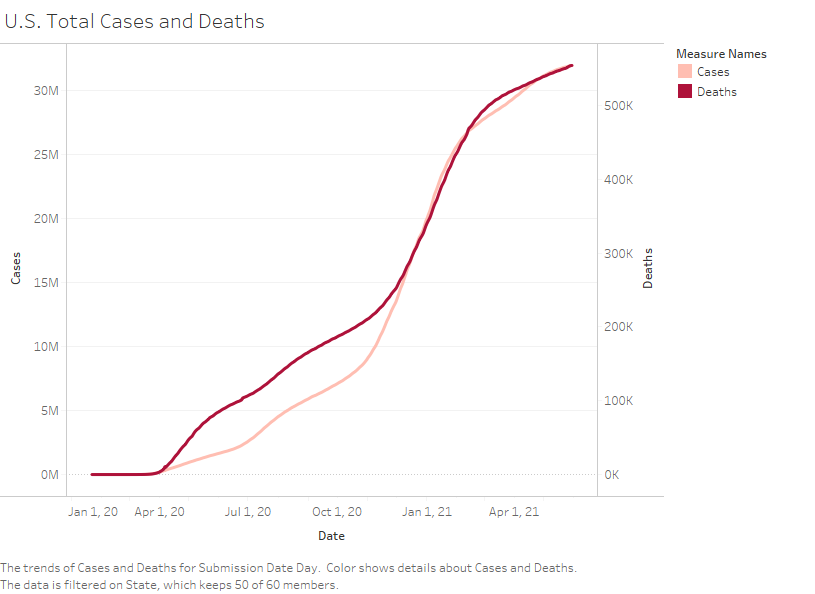 U.S. Total Cases and Deaths
Measure Names
Cases
Deaths
30M
25M
20M
15M
10M
5M
0M
Cases
500K
400K
300K
200K
100K
0K
Deaths
Jan 1, 20 Apr 1, 20 Jul 1, 20 Oct 1, 20 Jan 1, 21 Apr 1, 21
Date
The trends of Cases and Deaths for Submission Date Day. Color shows details about Cases and Deaths.
The data is filtered on State, which keeps 50 of 60 members.